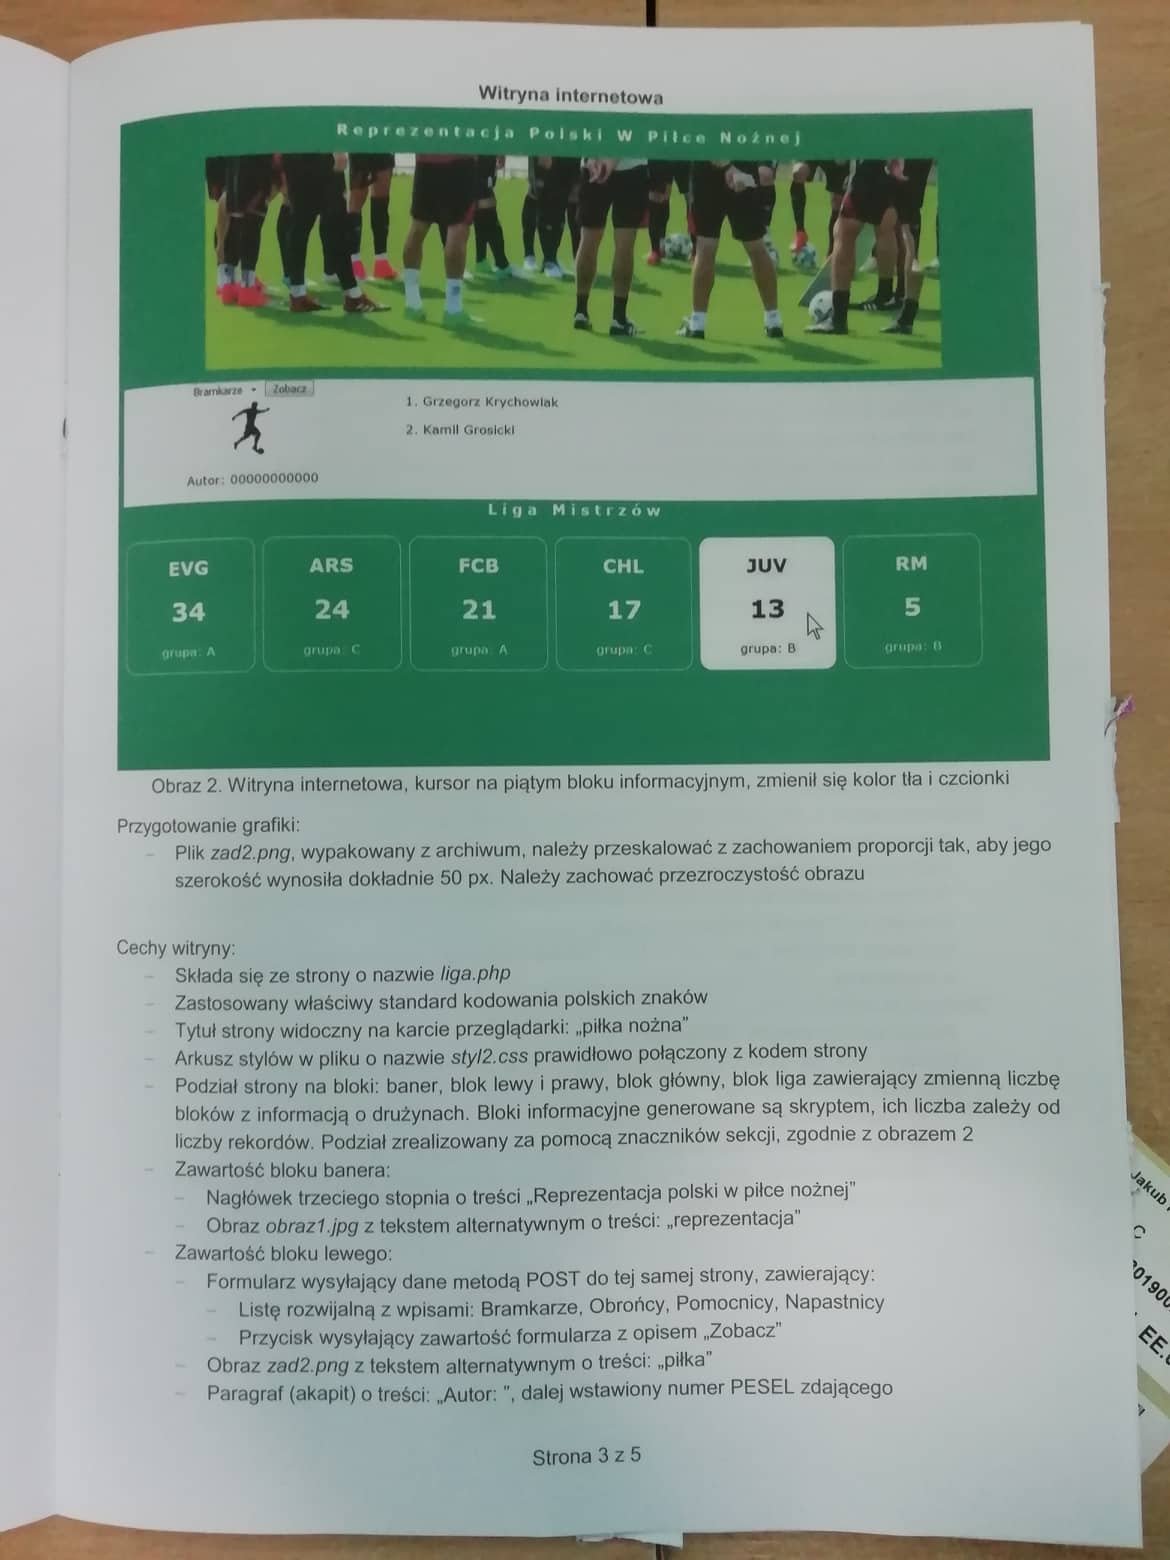 Witryna internetowa
Reprezentacja Polski W Piłce Nożnej
Bramkarze Zobacz
1. Grzegorz Krychowiak
2. Kamil Grosicki
Autor: 00000000000
Liga Mistrzów
EVG ARS FCB CHL JUV RM
34 24 21 17 13 5
grupa: A grupa: C grupa: A grupa: C grupa: B grupa: B
Obraz 2. Witryna internetowa, kursor na piątym bloku informacyjnym, zmienił się kolor tła i czcionki
Przygotowanie grafiki:
– Plik zad2.png, wypakowany z archiwum, należy przeskalować z zachowaniem proporcji tak, aby jego
szerokość wynosiła dokładnie 50 px. Należy zachować przezroczystość obrazu
Cechy witryny:
– Składa się ze strony o nazwie liga.php
– Zastosowany właściwy standard kodowania polskich znaków
– Tytuł strony widoczny na karcie przeglądarki: „piłka nożna”
– Arkusz stylów w pliku o nazwie styl2.css prawidłowo połączony z kodem strony
– Podział strony na bloki: baner, blok lewy i prawy, blok główny, blok liga zawierający zmienną liczbę
bloków z informacją o drużynach. Bloki informacyjne generowane są skryptem, ich liczba zależy od
liczby rekordów. Podział zrealizowany za pomocą znaczników sekcji, zgodnie z obrazem 2
– Zawartość bloku banera:
– Nagłówek trzeciego stopnia o treści „Reprezentacja polski w piłce nożnej”
– Obraz obraz1.jpg z tekstem alternatywnym o treści: „reprezentacja”
– Zawartość bloku lewego:
– Formularz wysyłający dane metodą POST do tej samej strony, zawierający:
– Listę rozwijalną z wpisami: Bramkarze, Obrońcy, Pomocnicy, Napastnicy
– Przycisk wysyłający zawartość formularza z opisem „Zobacz”
– Obraz zad2.png z tekstem alternatywnym o treści: „piłka”
– Paragraf (akapit) o treści: „Autor: ”, dalej wstawiony numer PESEL zdającego
Strona 3 z 5
Jakub
C
EE.